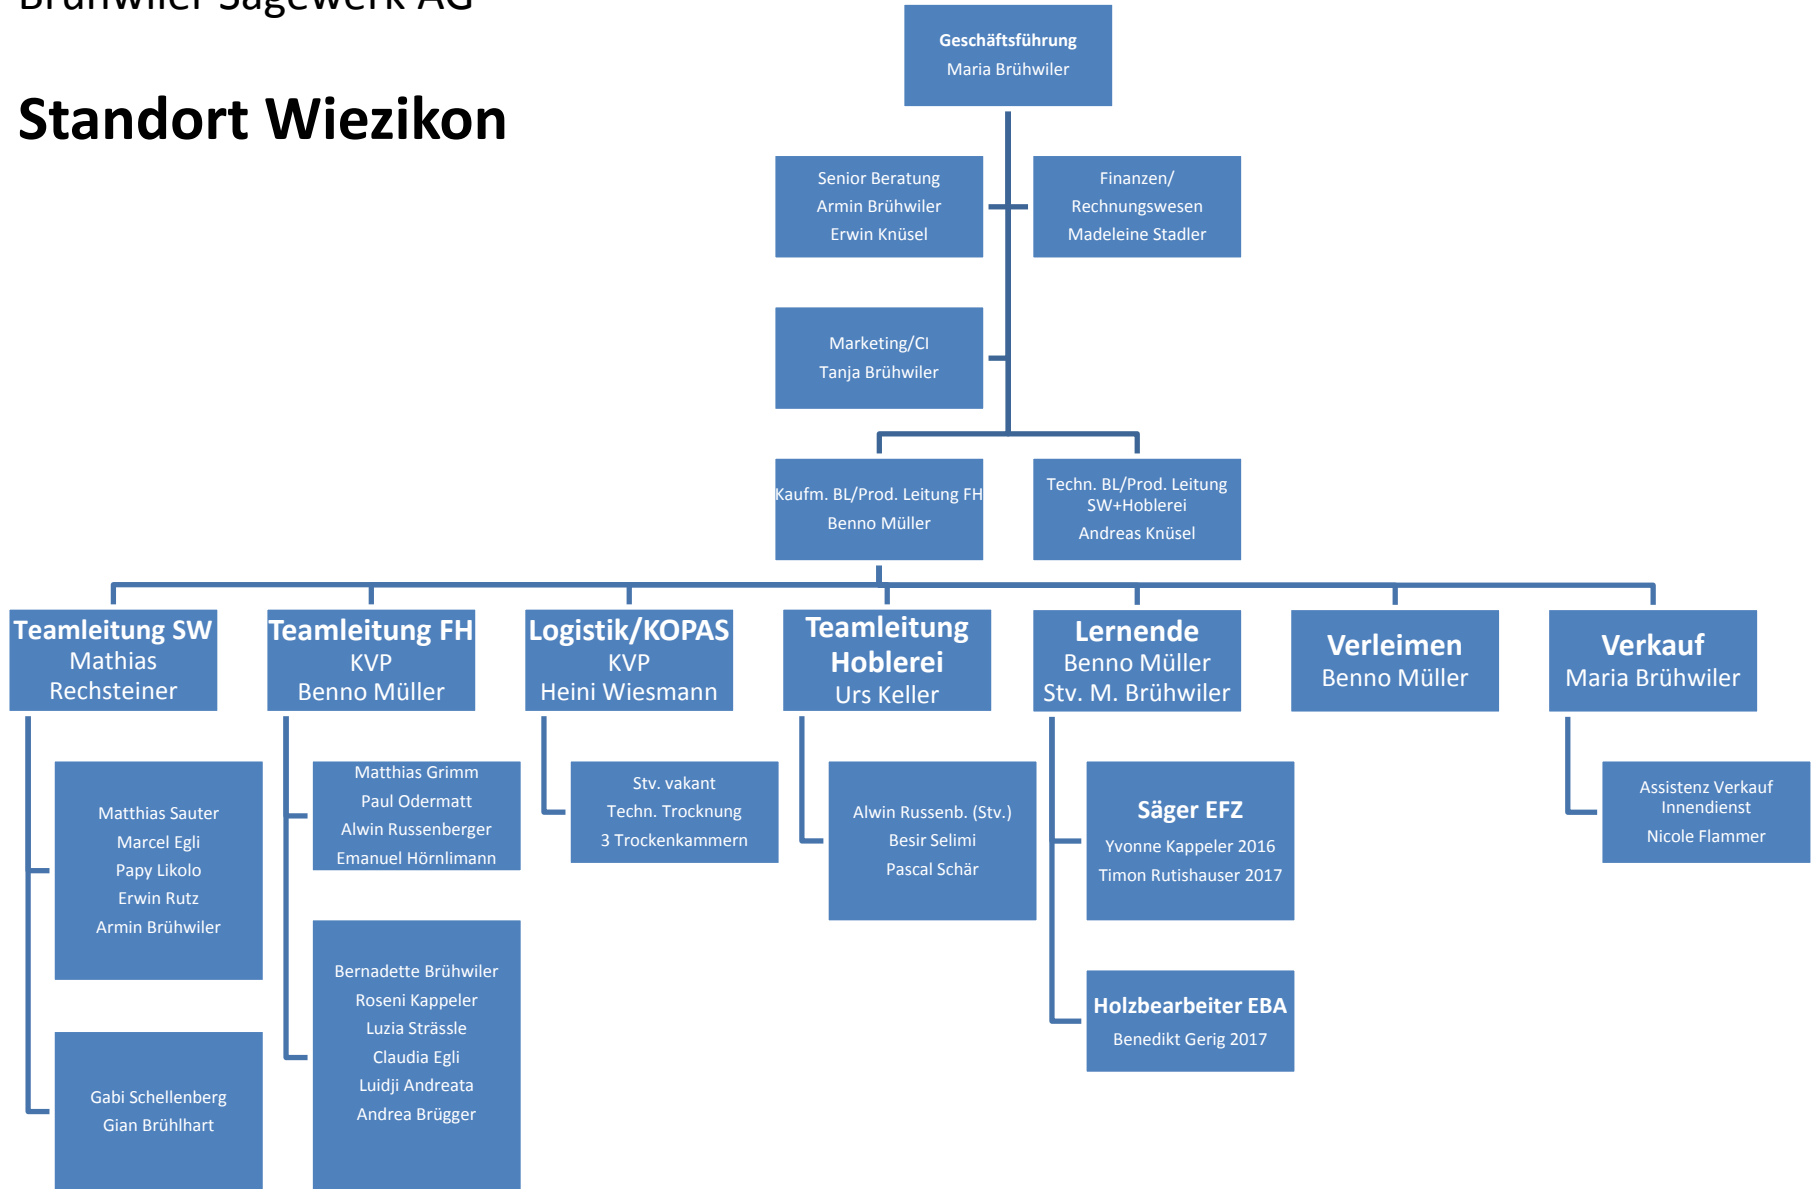 Brühwiler Sägewerk AG
Standort Wiezikon
Geschäftsführung
Maria Brühwiler
Senior Beratung
Armin Brühwiler
Erwin Knüsel
Finanzen/
Rechnungswesen
Madeleine Stadler
Marketing/CI
Tanja Brühwiler
Kaufm. BL/Prod. Leitung FH
Benno Müller
Techn. BL/Prod. Leitung
SW+Hoblerei
Andreas Knüsel
Teamleitung SW
Mathias
Rechsteiner
Teamleitung FH
KVP
Benno Müller
Logistik/KOPAS
KVP
Heini Wiesmann
Teamleitung
Hoblerei
Urs Keller
Lernende
Benno Müller
Stv. M. Brühwiler
Verleimen
Benno Müller
Verkauf
Maria Brühwiler
Matthias Sauter
Marcel Egli
Papy Likolo
Erwin Rutz
Armin Brühwiler
Gabi Schellenberg
Gian Brühlhart
Matthias Grimm
Paul Odermatt
Alwin Russenberger
Emanuel Hörnlimann
Bernadette Brühwiler
Roseni Kappeler
Luzia Strässle
Claudia Egli
Luidji Andreata
Andrea Brügger
Stv. vakant
Techn. Trocknung
3 Trockenkammern
Alwin Russenb. (Stv.)
Besir Selimi
Pascal Schär
Säger EFZ
Yvonne Kappeler 2016
Timon Rutishauser 2017
Holzbearbeiter EBA
Benedikt Gerig 2017
Assistenz Verkauf
Innendienst
Nicole Flammer